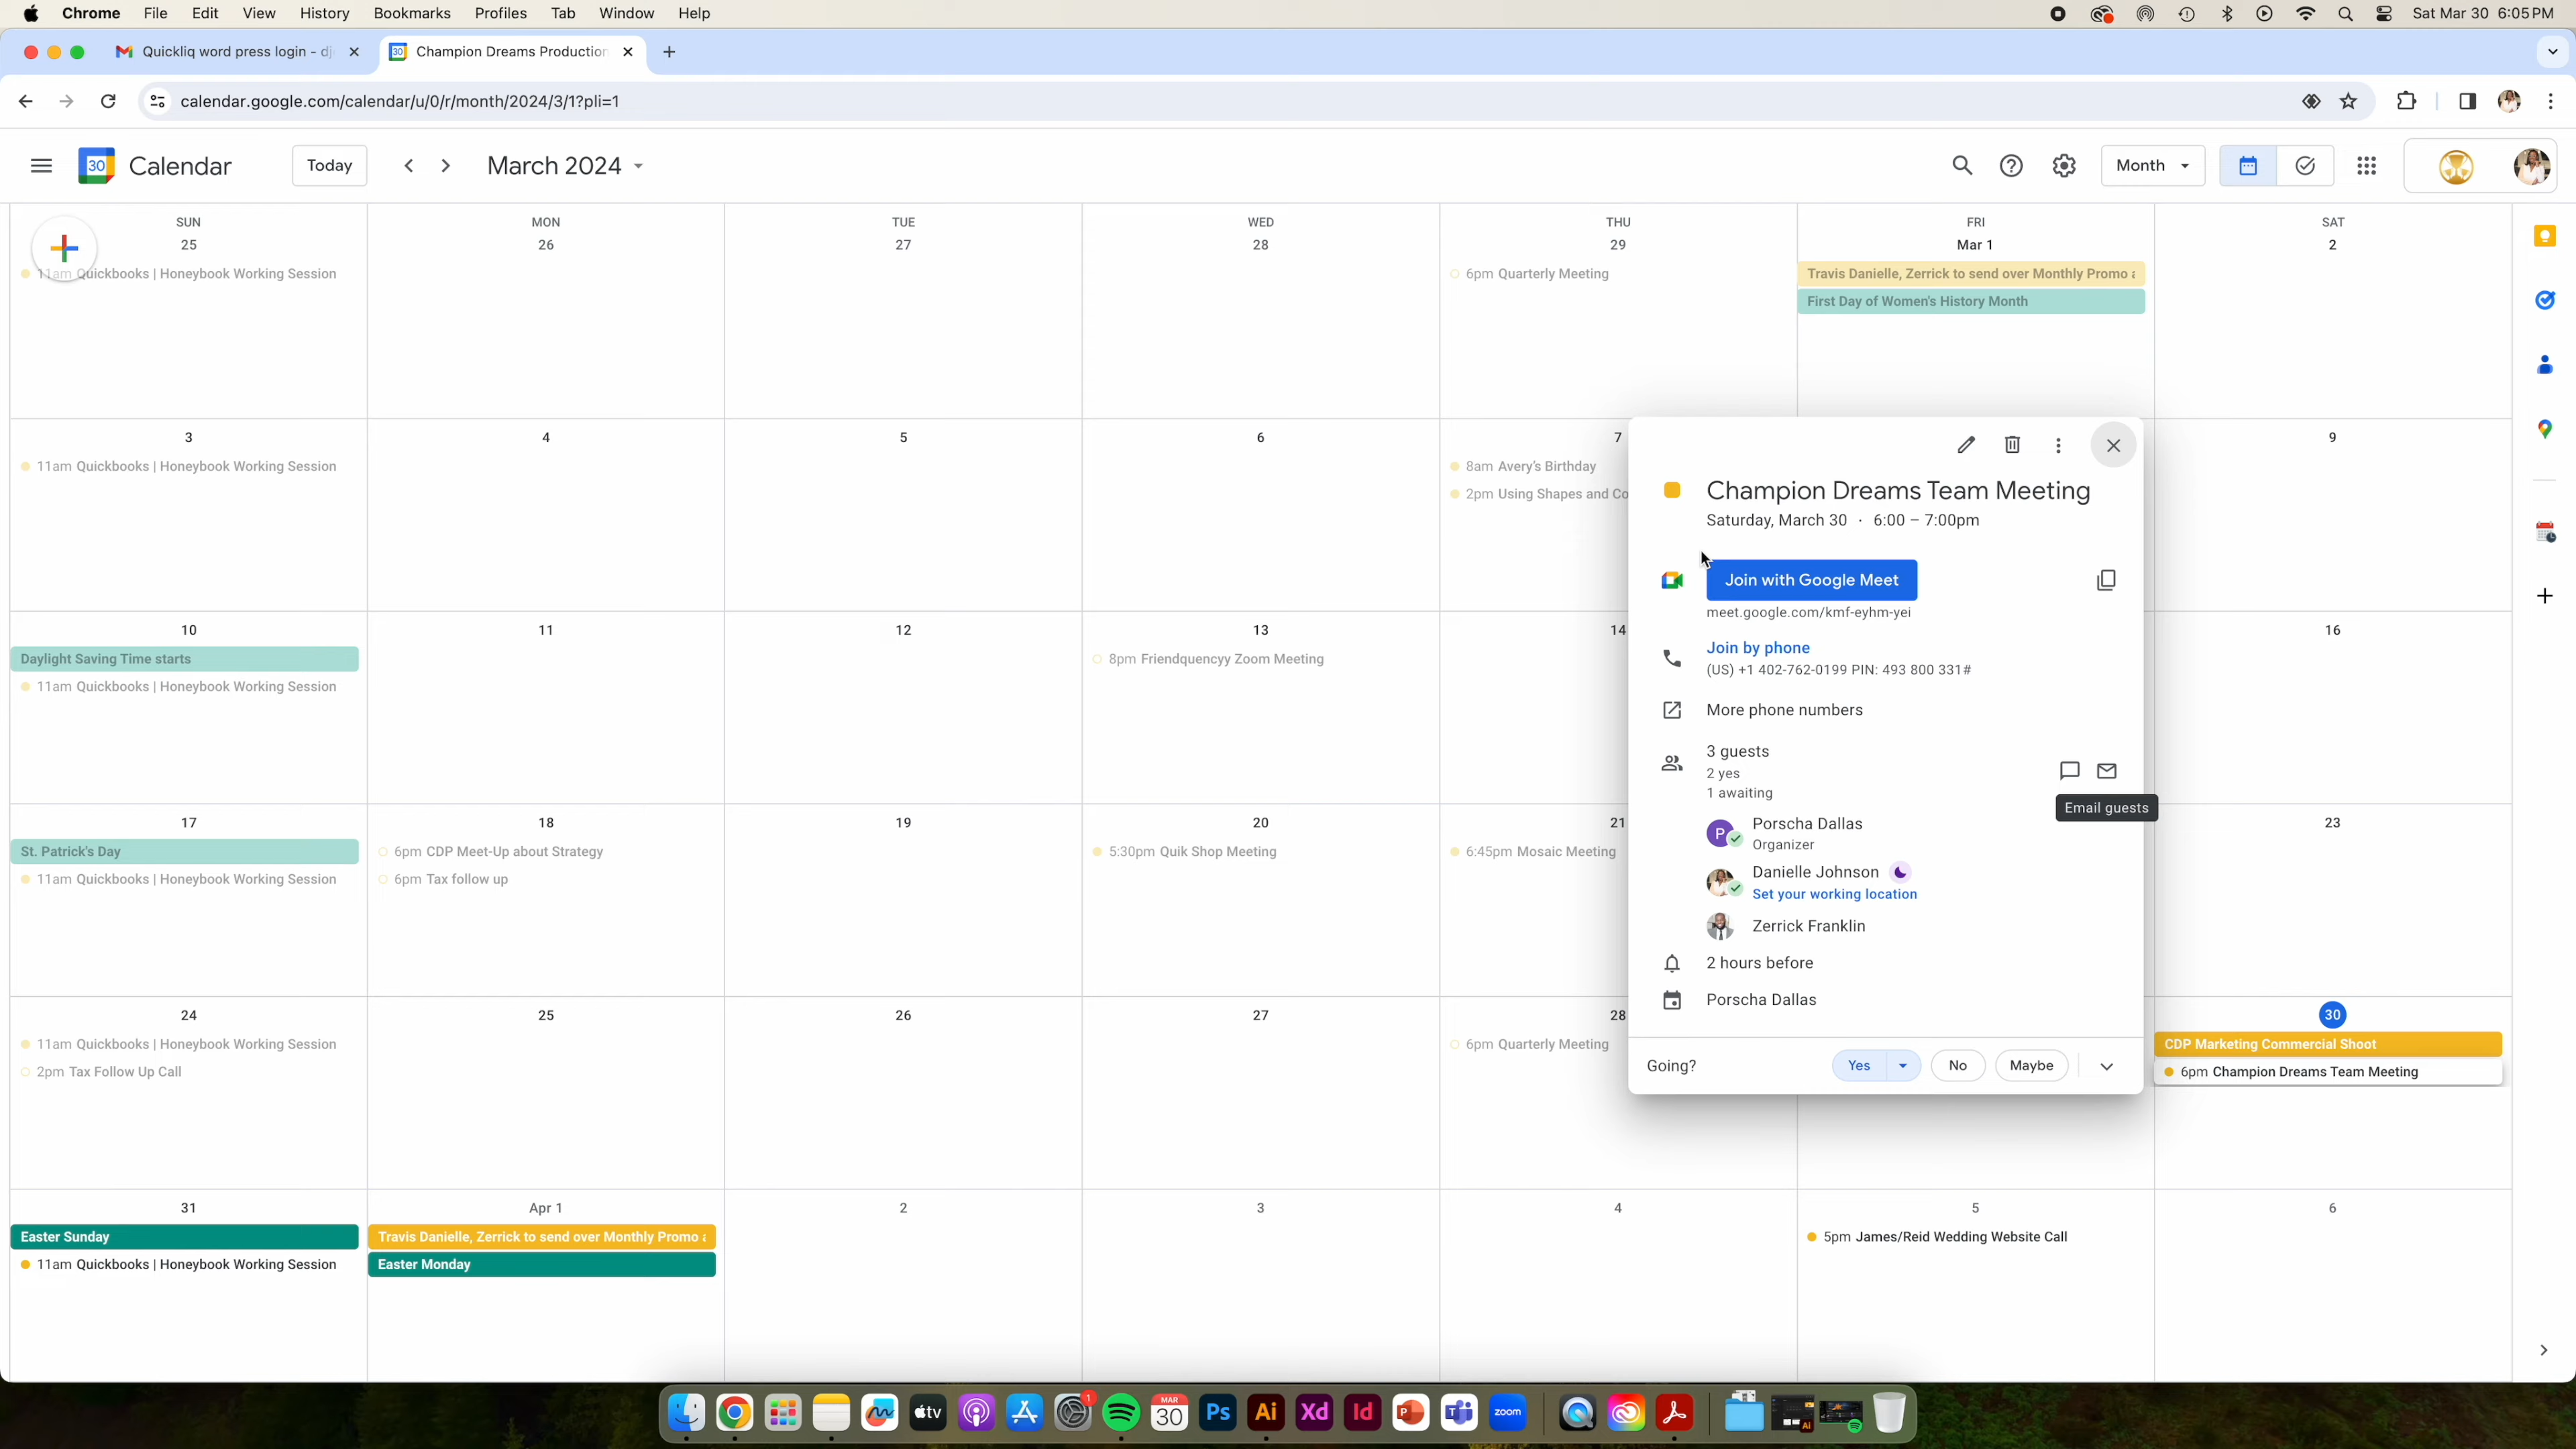 Chrome File Edit View History Bookmarks Profiles Tab Window Help Sat Mar 30 6:05 PM
Quickliq word press login - dj
Champion Dreams Production
calendar.google.com/calendar/u/0/r/month/2024/3/1?pli=1
30 Calendar Today March 2024 Month
SUN MON TUE WED THU FRI SAT
25 26 27 28 29 Mar 1 2
11am Quickbooks | Honeybook Working Session
6pm Quarterly Meeting
Travis Danielle, Zerrick to send over Monthly Promo
First Day of Women's History Month
3 4 5 6 7 9
11am Quickbooks | Honeybook Working Session
8am Avery's Birthday
2pm Using Shapes and Co
10 11 12 13 14 16
Daylight Saving Time starts
11am Quickbooks | Honeybook Working Session
8pm Friendquencyy Zoom Meeting
17 18 19 20 21 23
St. Patrick's Day
11am Quickbooks | Honeybook Working Session
6pm CDP Meet-Up about Strategy
6pm Tax follow up
5:30pm Quik Shop Meeting
6:45pm Mosaic Meeting
24 25 26 27 28 30
11am Quickbooks | Honeybook Working Session
2pm Tax Follow Up Call
6pm Quarterly Meeting
CDP Marketing Commercial Shoot
6pm Champion Dreams Team Meeting
31 Apr 1 2 3 4 5 6
Easter Sunday
11am Quickbooks | Honeybook Working Session
Travis Danielle, Zerrick to send over Monthly Promo
Easter Monday
5pm James/Reid Wedding Website Call
Champion Dreams Team Meeting
Saturday, March 30 · 6:00 – 7:00pm
Join with Google Meet
meet.google.com/kmf-eyhm-yei
Join by phone
(US) +1 402-762-0199 PIN: 493 800 331#
More phone numbers
3 guests
2 yes
1 awaiting
Email guests
P Porscha Dallas
Organizer
Danielle Johnson
Set your working location
Zerrick Franklin
2 hours before
Porscha Dallas
Going? Yes No Maybe
1 tv MAR 30 Ps Ai Xd Id P T zoom